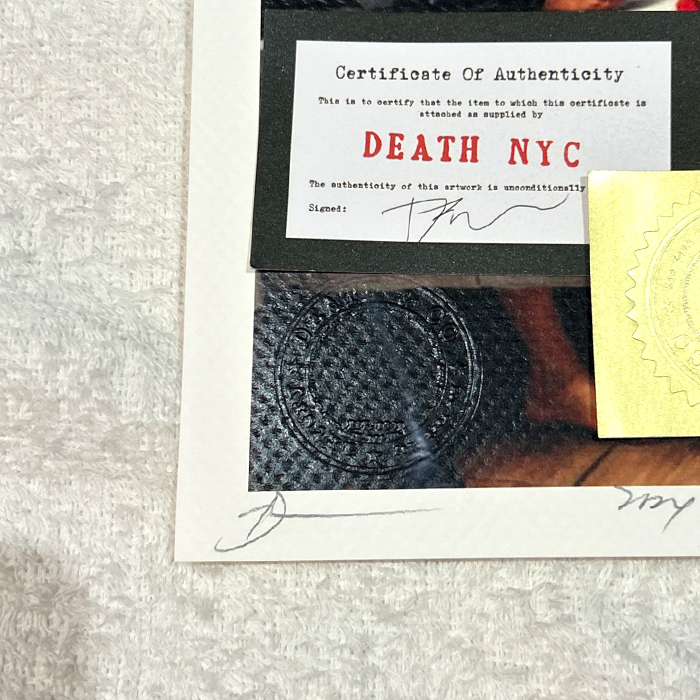 Certificate Of Authenticity
This is to certify that the item to which this certificate is
attached as supplied by
DEATH NYC
The authenticity of this artwork is unconditionally
Signed: